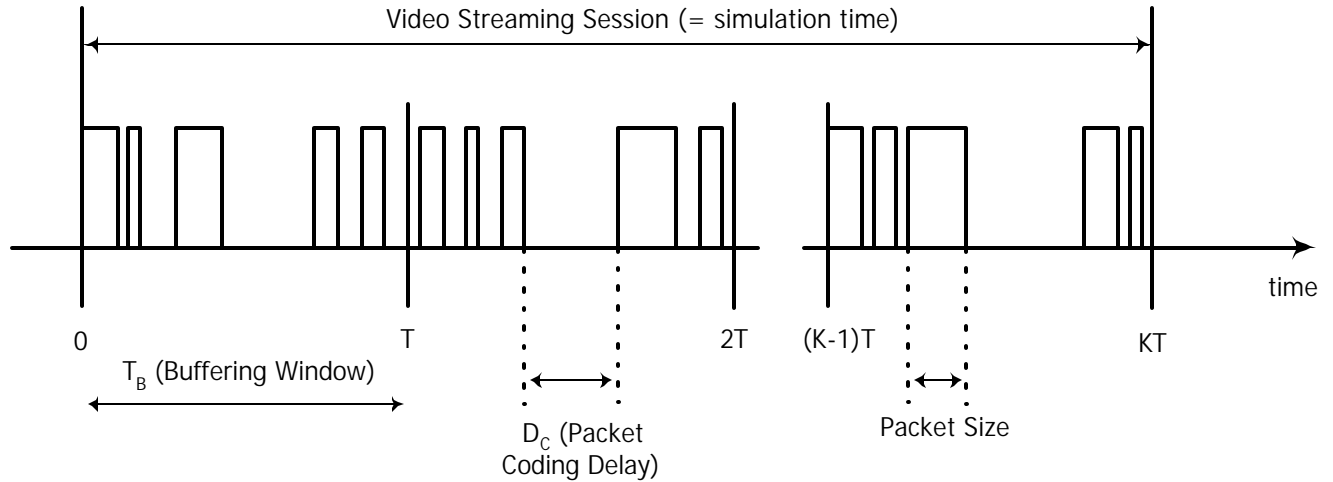 Video Streaming Session (= simulation time)
time
0
T
2T
(K-1)T
KT
T_B (Buffering Window)
D_C (Packet
Coding Delay)
Packet Size